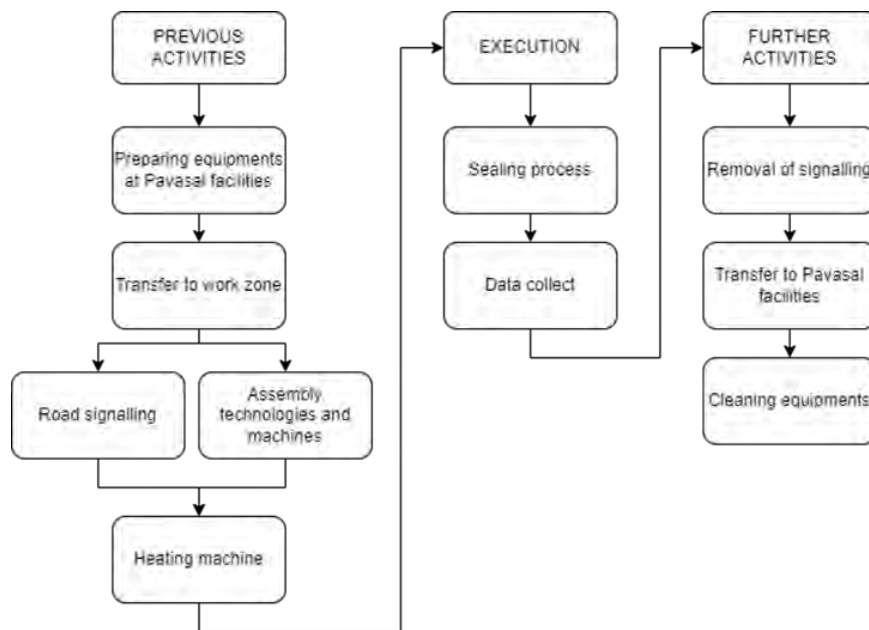 PREVIOUS
ACTIVITIES
Preparing equipments
at Pavasal facilities
Transfer to work zone
Road signalling
Assembly
technologies and
machines
Heating machine
EXECUTION
Sealing process
Data collect
FURTHER
ACTIVITIES
Removal of signalling
Transfer to Pavasal
facilities
Cleaning equipments